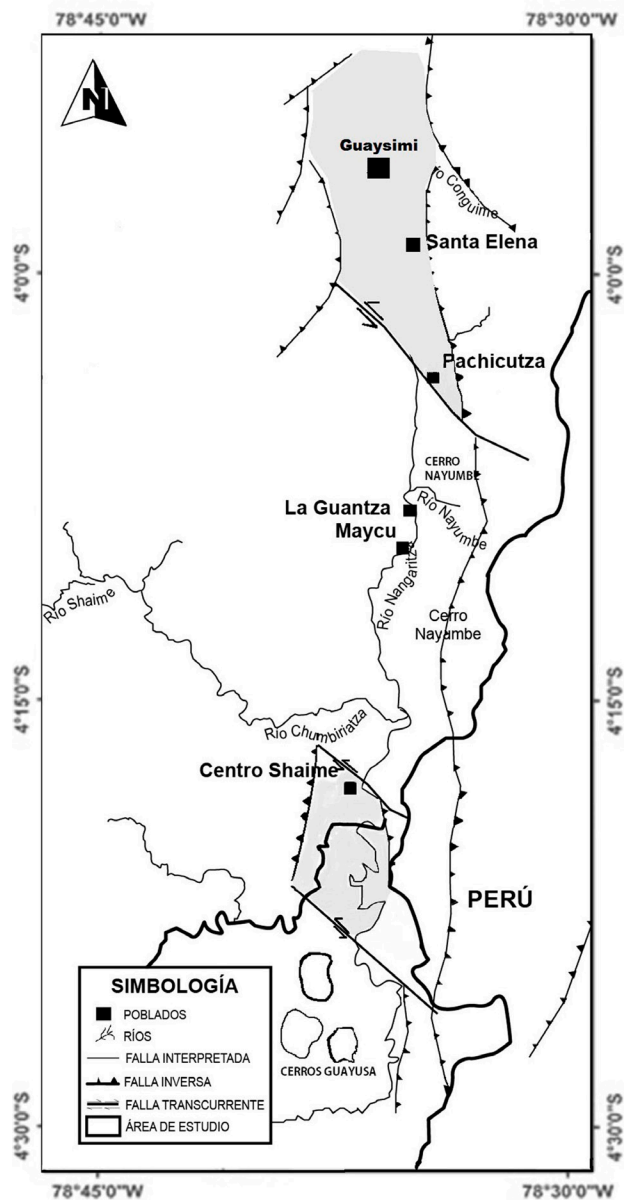 78°45'0"W 78°30'0"W
N
Guaysimi
io Conguime
Santa Elena
4°0'0"S 4°0'0"S
Pachicutza
CERRO
NAYUMBE
La Guantza
Río Nayumbe
Maycu
Río Nangaritza
Río Shaime
Cerro
Nayumbe
4°15'0"S 4°15'0"S
Río Chumbiriatza
Centro Shaime
PERÚ
SIMBOLOGÍA
POBLADOS
RÍOS
FALLA INTERPRETADA
FALLA INVERSA
FALLA TRANSCURRENTE
ÁREA DE ESTUDIO
CERROS GUAYUSA
4°30'0"S 4°30'0"S
78°45'0"W 78°30'0"W